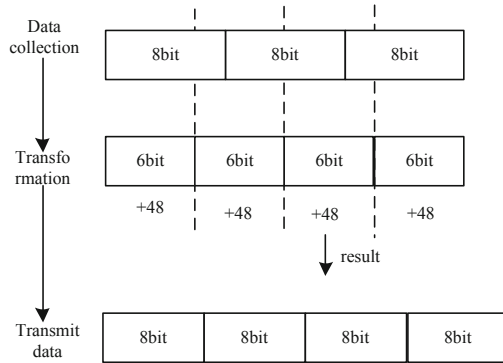 Data
collection
8bit 8bit 8bit
Transfo
rmation
6bit 6bit 6bit 6bit
+48 +48 +48 +48
result
Transmit
data
8bit 8bit 8bit 8bit